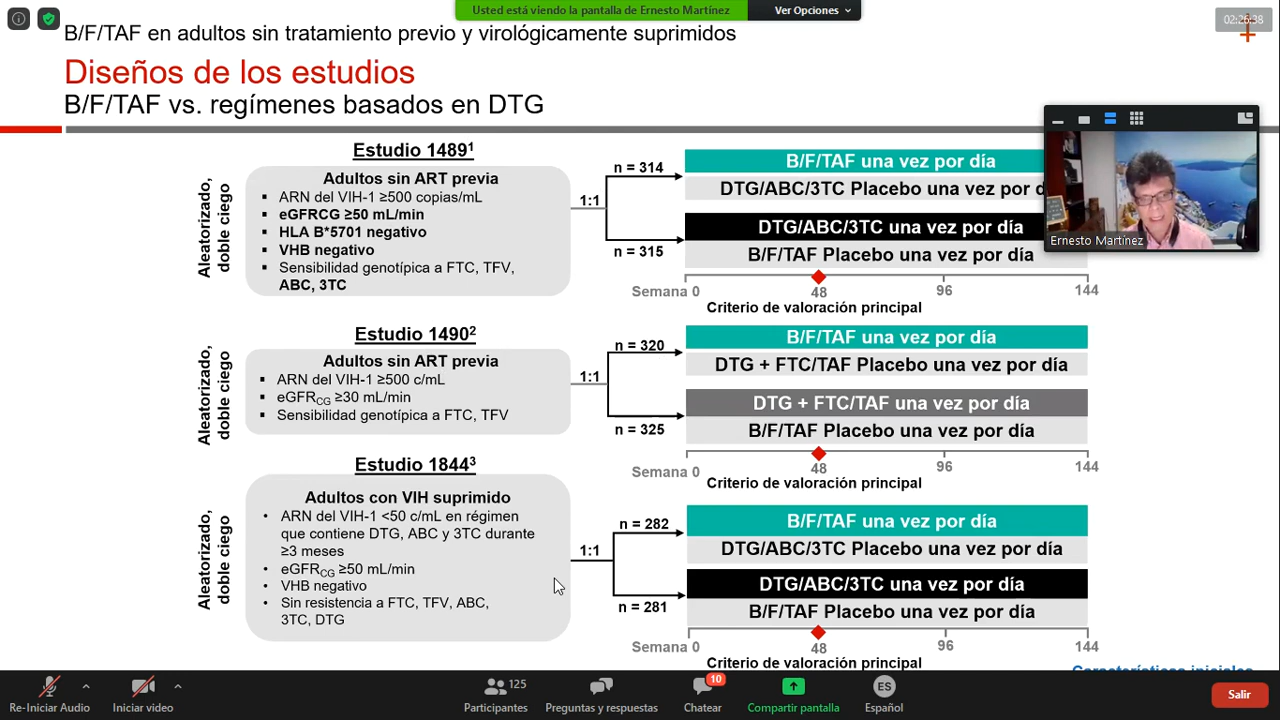 Usted está viendo la pantalla de Ernesto Martínez
Ver Opciones
02:26:38
B/F/TAF en adultos sin tratamiento previo y virológicamente suprimidos
Diseños de los estudios
B/F/TAF vs. regímenes basados en DTG
Estudio 1489¹
Aleatorizado,
doble ciego
Adultos sin ART previa
▪ ARN del VIH-1 ≥500 copias/mL
▪ eGFRCG ≥50 mL/min
▪ HLA B*5701 negativo
▪ VHB negativo
▪ Sensibilidad genotípica a FTC, TFV,
ABC, 3TC
1:1
n = 314
n = 315
B/F/TAF una vez por día
DTG/ABC/3TC Placebo una vez por d
DTG/ABC/3TC una vez por día
B/F/TAF Placebo una vez por día
Ernesto Martínez
Semana 0
48
96
144
Criterio de valoración principal
Estudio 1490²
Aleatorizado,
doble ciego
Adultos sin ART previa
▪ ARN del VIH-1 ≥500 c/mL
▪ eGFRCG ≥30 mL/min
▪ Sensibilidad genotípica a FTC, TFV
1:1
n = 320
n = 325
B/F/TAF una vez por día
DTG + FTC/TAF Placebo una vez por día
DTG + FTC/TAF una vez por día
B/F/TAF Placebo una vez por día
Semana 0
48
96
144
Criterio de valoración principal
Estudio 1844³
Aleatorizado,
doble ciego
Adultos con VIH suprimido
• ARN del VIH-1 <50 c/mL en régimen
que contiene DTG, ABC y 3TC durante
≥3 meses
• eGFRCG ≥50 mL/min
• VHB negativo
• Sin resistencia a FTC, TFV, ABC,
3TC, DTG
1:1
n = 282
n = 281
B/F/TAF una vez por día
DTG/ABC/3TC Placebo una vez por día
DTG/ABC/3TC una vez por día
B/F/TAF Placebo una vez por día
Semana 0
48
96
144
Criterio de valoración principal
Características iniciales
Re-Iniciar Audio
Iniciar video
125
Participantes
Preguntas y respuestas
10
Chatear
Compartir pantalla
ES
Español
Salir